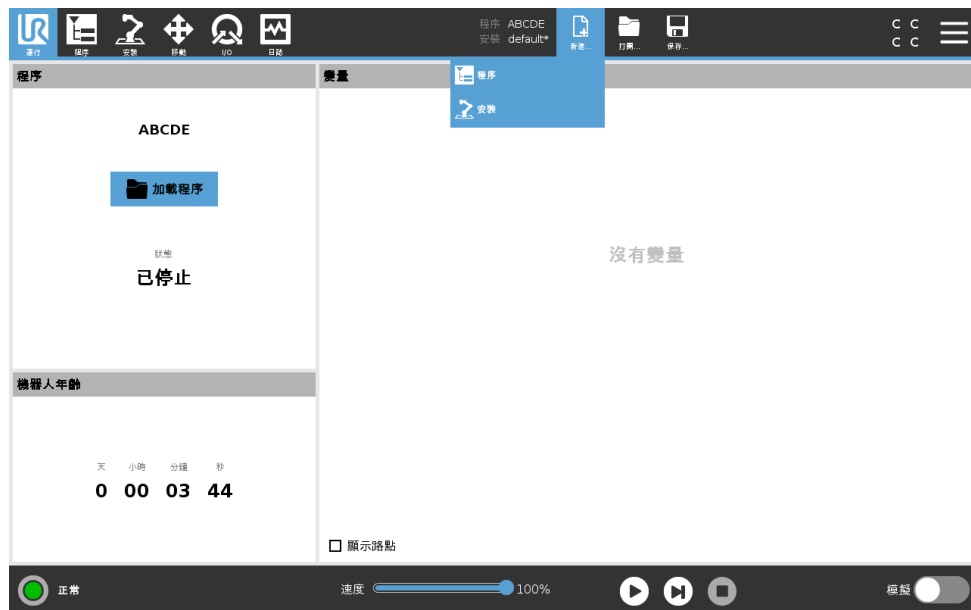 UR
運行
程序
安裝
移動
I/O
日誌
程序 ABCDE
安裝 default*
新建...
打開...
保存...
C C
C C
程序
安裝
程序
ABCDE
加載程序
狀態
已停止
變量
沒有變量
機器人年齡
天 小時 分鐘 秒
0 00 03 44
顯示路點
正常
速度 100%
模擬